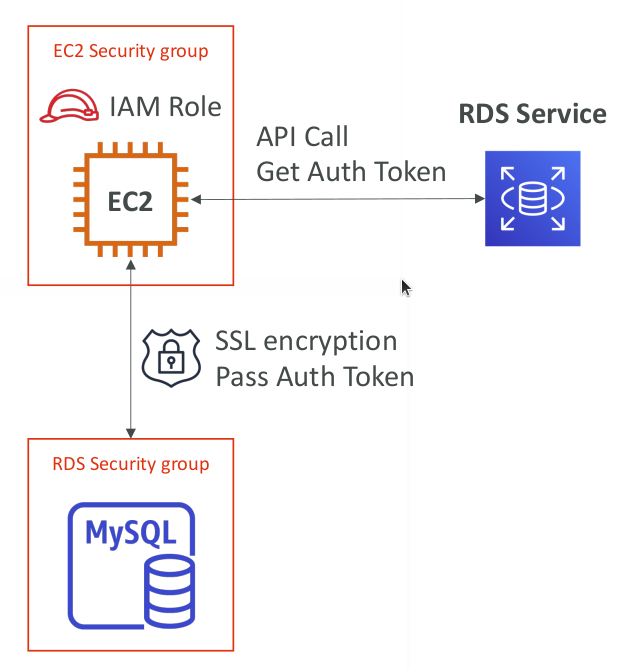 EC2 Security group
IAM Role
EC2
API Call
Get Auth Token
RDS Service
SSL encryption
Pass Auth Token
RDS Security group
MySQL